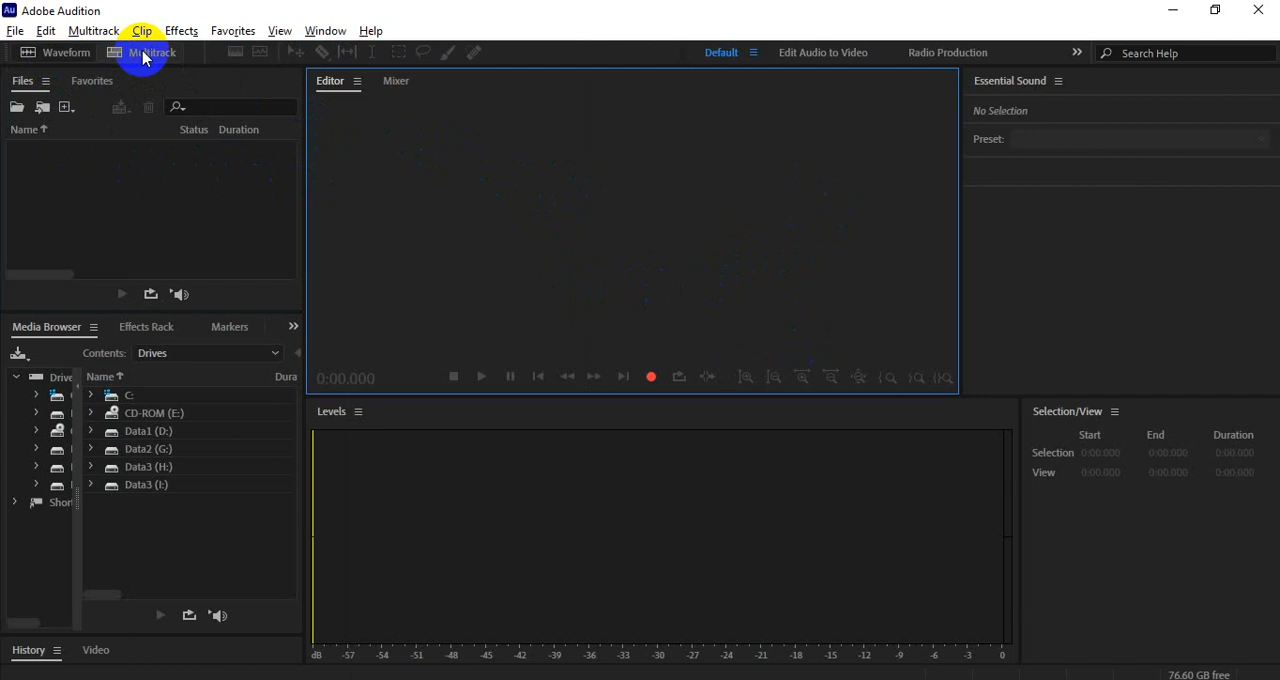 Au Adobe Audition
File Edit Multitrack Clip Effects Favorites View Window Help
Waveform Multitrack Default Edit Audio to Video Radio Production Search Help
Files Favorites
Editor Mixer
Essential Sound
No Selection
Name Status Duration
Preset:
Media Browser Effects Rack Markers
Contents: Drives
Name Dura
C:
CD-ROM (E:)
Data1 (D:)
Data2 (G:)
Data3 (H:)
Data3 (I:)
0:00.000
Levels
dB -57 -54 -51 -48 -45 -42 -39 -36 -33 -30 -27 -24 -21 -18 -15 -12 -9 -6 -3 0
Selection/View
Start End Duration
Selection 0:00.000 0:00.000 0:00.000
View 0:00.000 0:00.000 0:00.000
History Video
76.60 GB free